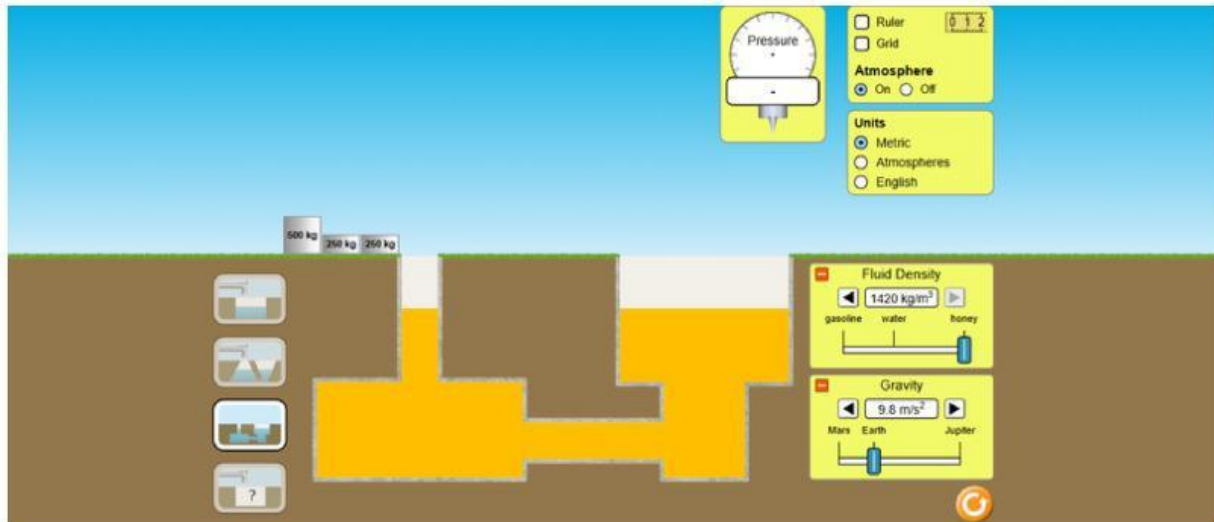 Pressure
-
Ruler
0 1 2
Grid
Atmosphere
On
Off
Units
Metric
Atmospheres
English
500 kg
250 kg
250 kg
Fluid Density
1420 kg/m³
gasoline
water
honey
Gravity
9.8 m/s²
Mars
Earth
Jupiter
?